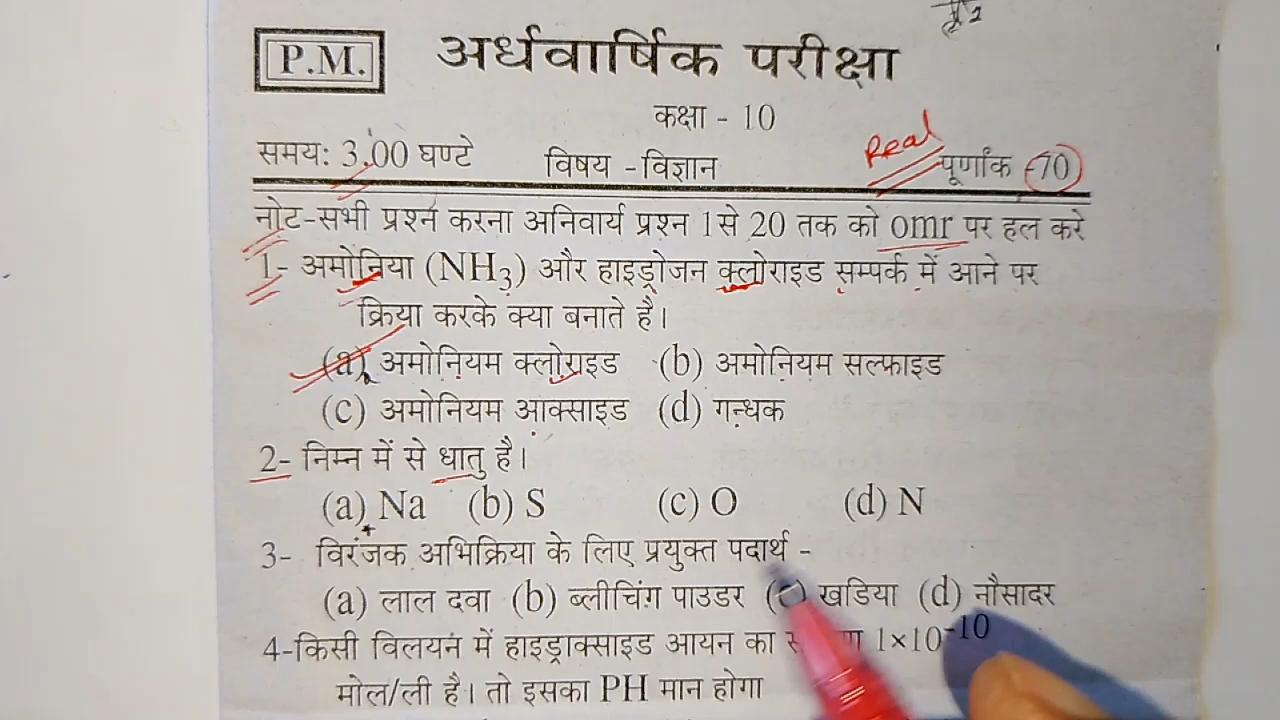 P.M. अर्धवार्षिक परीक्षा
कक्षा - 10
समय: 3.00 घण्टे विषय -विज्ञान Real पूर्णांक -70
नोट-सभी प्रश्न करना अनिवार्य प्रश्न 1से 20 तक को omr पर हल करे
1- अमोनिया (NH₃) और हाइड्रोजन क्लोराइड सम्पर्क में आने पर
क्रिया करके क्या बनाते है।
(a) अमोनियम क्लोराइड (b) अमोनियम सल्फाइड
(c) अमोनियम आक्साइड (d) गन्धक
2- निम्न में से धातु है।
(a) Na (b) S (c) O (d) N
3- विरंजक अभिक्रिया के लिए प्रयुक्त पदार्थ -
(a) लाल दवा (b) ब्लीचिंग पाउडर (c) खडिया (d) नौसादर
4-किसी विलयन में हाइड्राक्साइड आयन का 1×10⁻¹⁰
मोल/ली है। तो इसका PH मान होगा